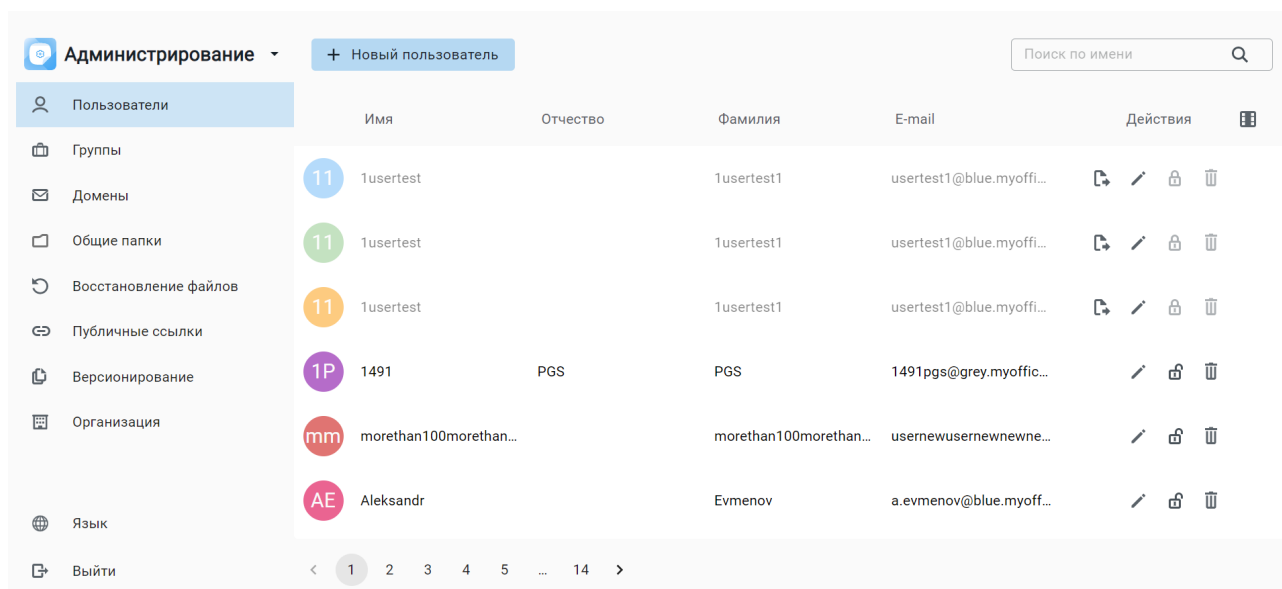 Администрирование
+ Новый пользователь
Поиск по имени
Пользователи
Группы
Домены
Общие папки
Восстановление файлов
Публичные ссылки
Версионирование
Организация
Язык
Выйти
Имя Отчество Фамилия E-mail Действия
11 1usertest 1usertest1 usertest1@blue.myoffi...
11 1usertest 1usertest1 usertest1@blue.myoffi...
11 1usertest 1usertest1 usertest1@blue.myoffi...
1P 1491 PGS PGS 1491pgs@grey.myoffic...
mm morethan100morethan... morethan100morethan... usernewusernewnewne...
AE Aleksandr Evmenov a.evmenov@blue.myoff...
< 1 2 3 4 5 ... 14 >